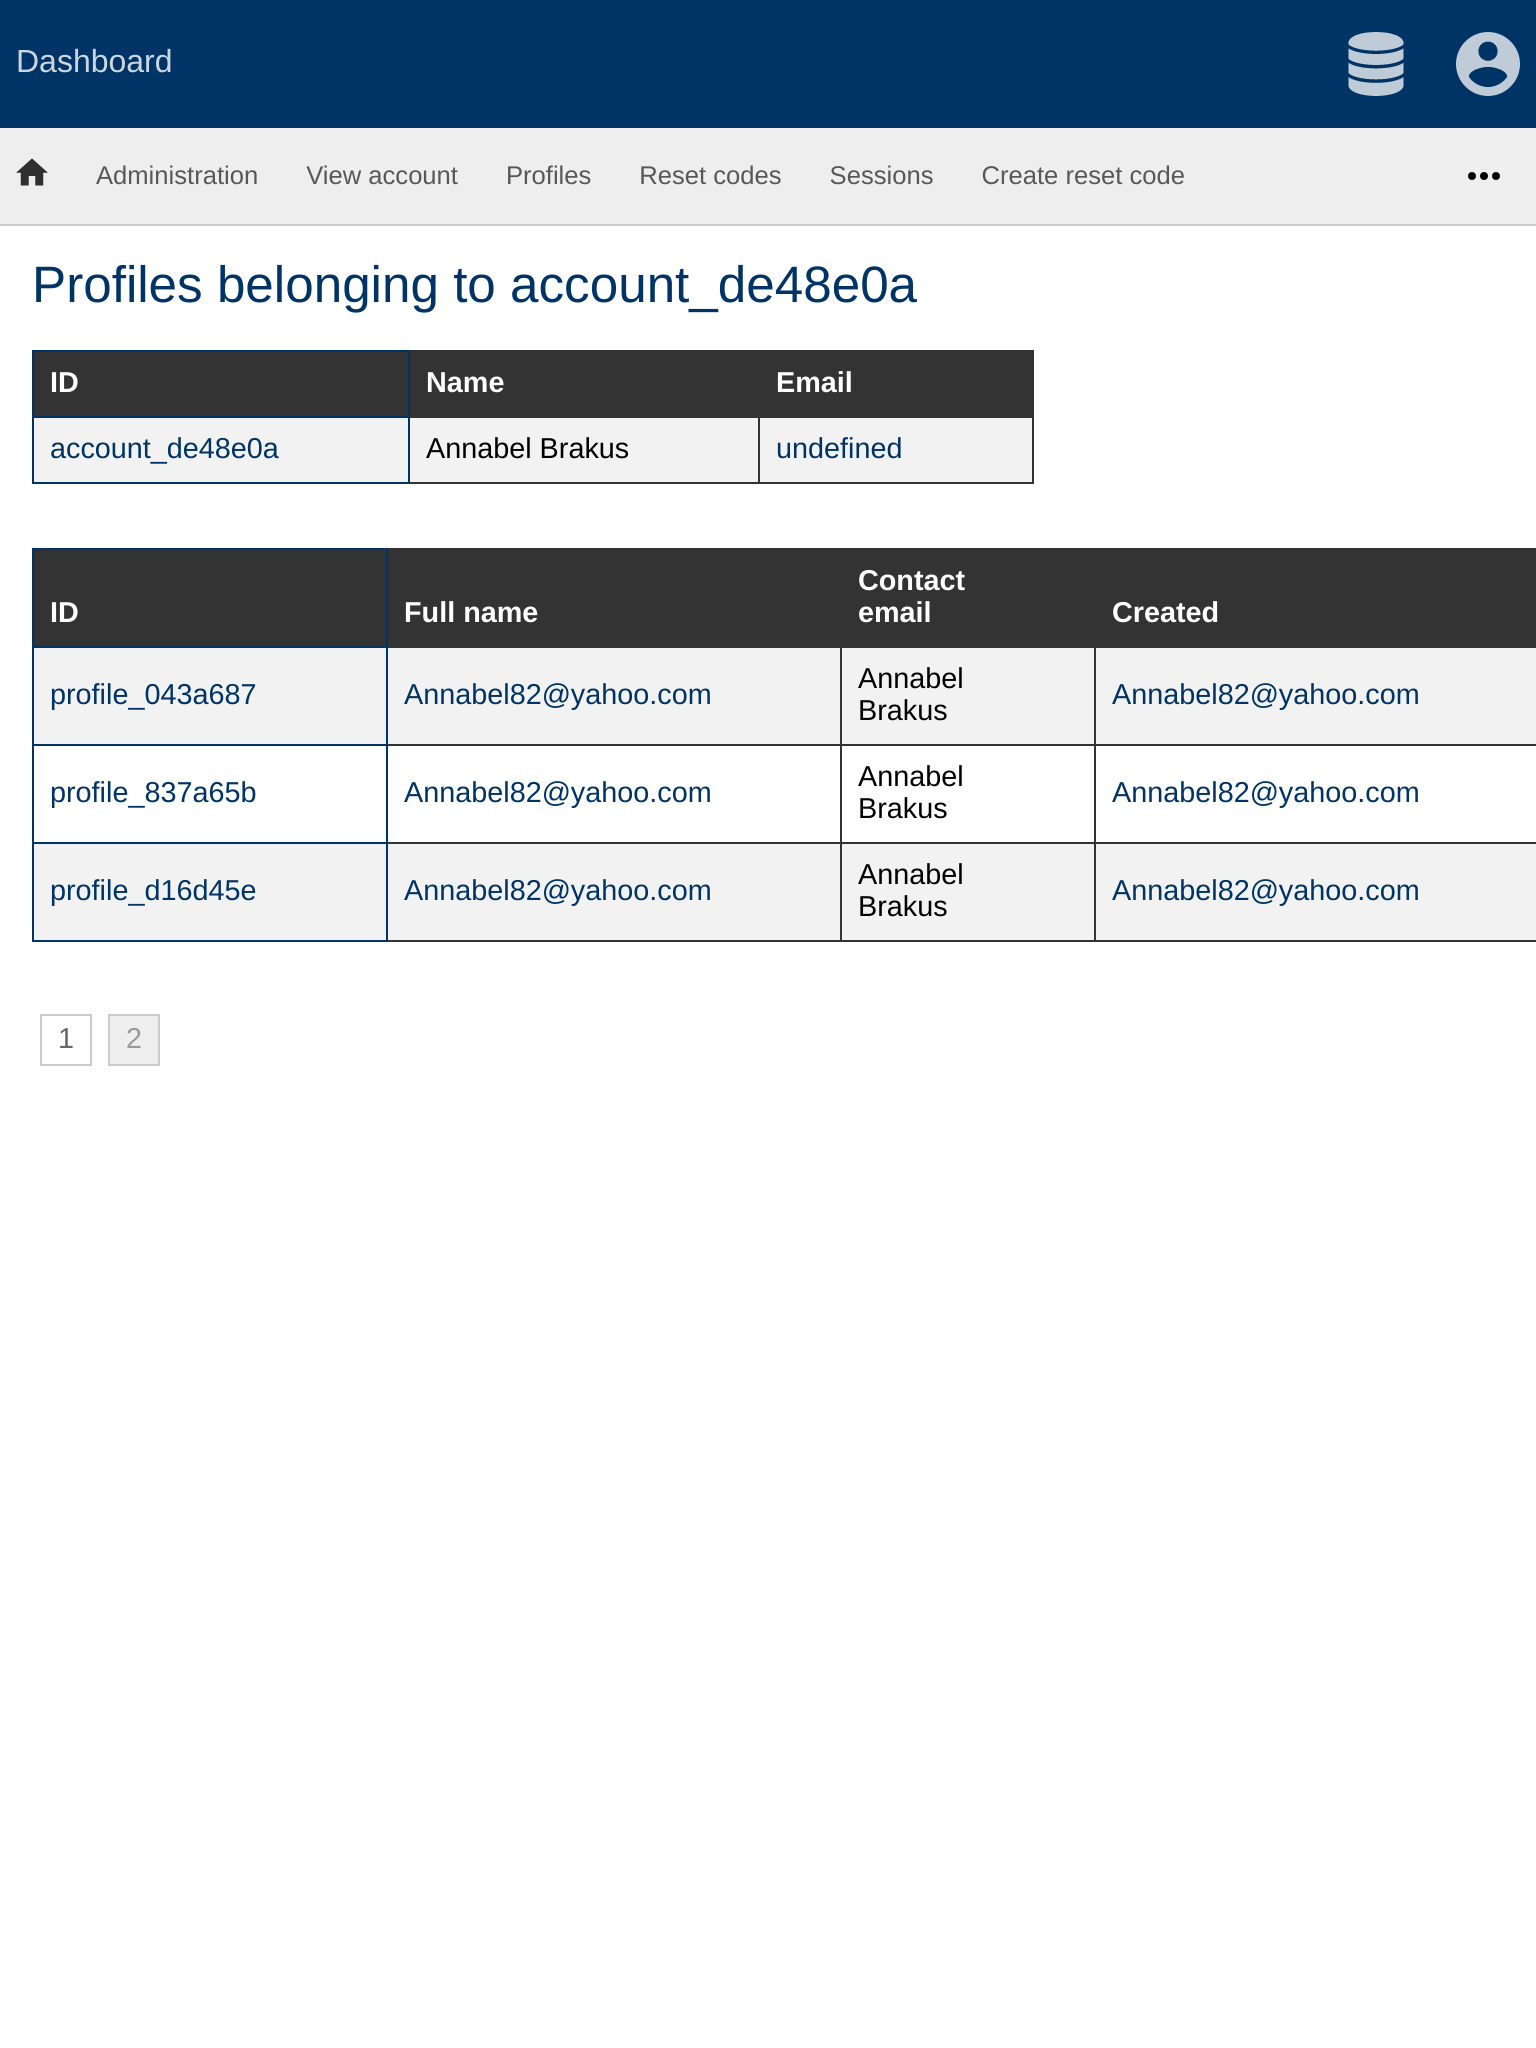 Dashboard
Administration View account Profiles Reset codes Sessions Create reset code
Profiles belonging to account_de48e0a
ID Name Email
account_de48e0a Annabel Brakus undefined
ID Full name Contact email Created
profile_043a687 Annabel82@yahoo.com Annabel Brakus Annabel82@yahoo.com
profile_837a65b Annabel82@yahoo.com Annabel Brakus Annabel82@yahoo.com
profile_d16d45e Annabel82@yahoo.com Annabel Brakus Annabel82@yahoo.com
1 2